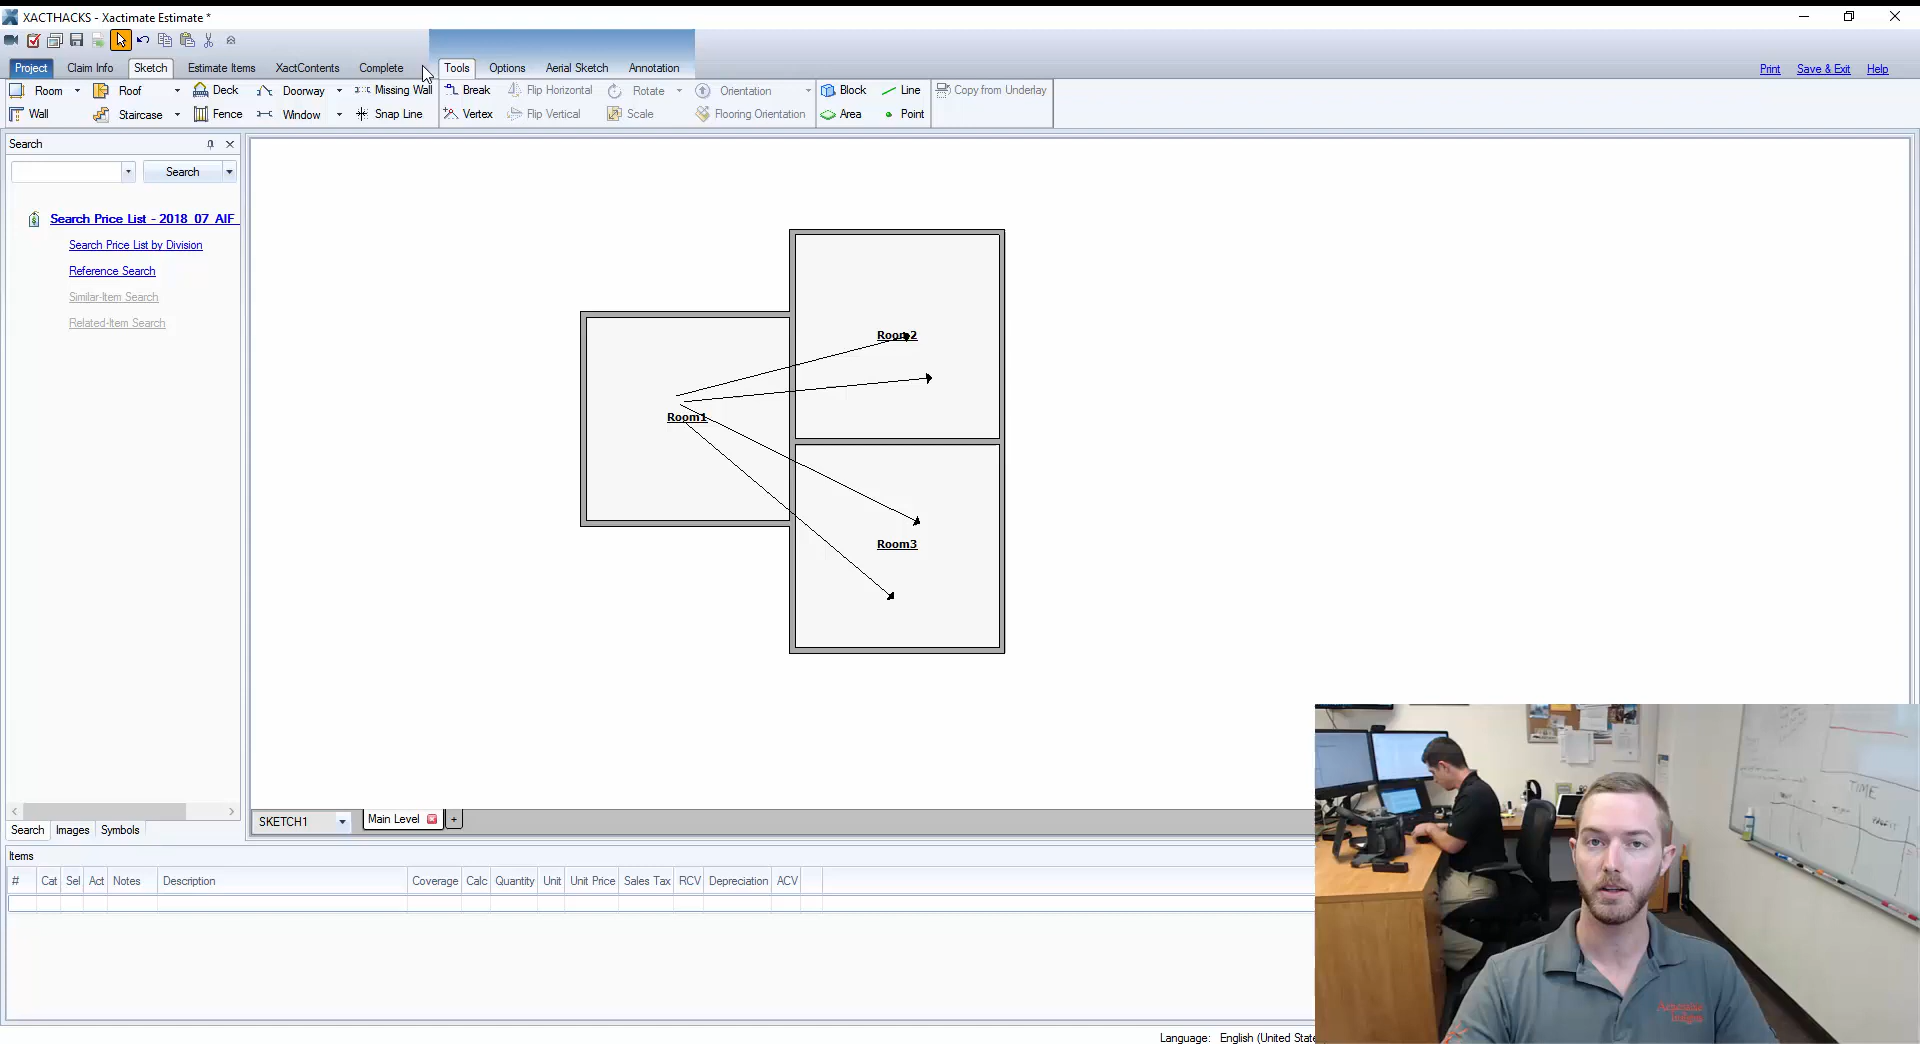 XACTHACKS - Xactimate Estimate *
Project Claim Info Sketch Estimate Items XactContents Complete Tools Options Aerial Sketch Annotation Print Save & Exit Help
Room Roof Deck Doorway Missing Wall Break Flip Horizontal Rotate Orientation Block Line Copy from Underlay
Wall Staircase Fence Window Snap Line Vertex Flip Vertical Scale Flooring Orientation Area Point
Search
Search
Search Price List - 2018_07_AIF_
Search Price List by Division
Reference Search
Similar-Item Search
Related-Item Search
Room2
Room1
Room3
SKETCH1 Main Level +
Search Images Symbols
Items
# Cat Sel Act Notes Description Coverage Calc Quantity Unit Unit Price Sales Tax RCV Depreciation ACV
Language: English (United State
TIME